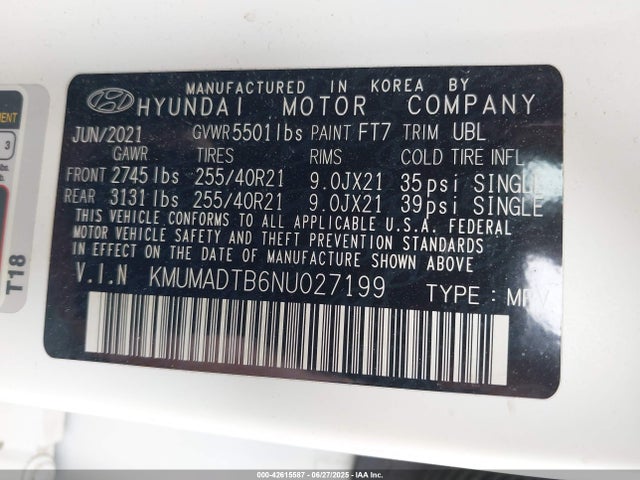 MANUFACTURED IN KOREA BY
HYUNDAI MOTOR COMPANY
JUN/2021 GVWR 5501 lbs PAINT FT7 TRIM UBL
GAWR TIRES RIMS COLD TIRE INFL.
FRONT 2745 lbs 255/40R21 9.0JX21 35psi SINGLE
REAR 3131 lbs 255/40R21 9.0JX21 39psi SINGLE
THIS VEHICLE CONFORMS TO ALL APPLICABLE U.S.A. FEDERAL
MOTOR VEHICLE SAFETY AND THEFT PREVENTION STANDARDS
IN EFFECT ON THE DATE OF MANUFACTURE SHOWN ABOVE.
V.I.N KMUMADTB6NU027199 TYPE : MPV
3
T18
000-42615587 - 06/27/2025 - IAA Inc.